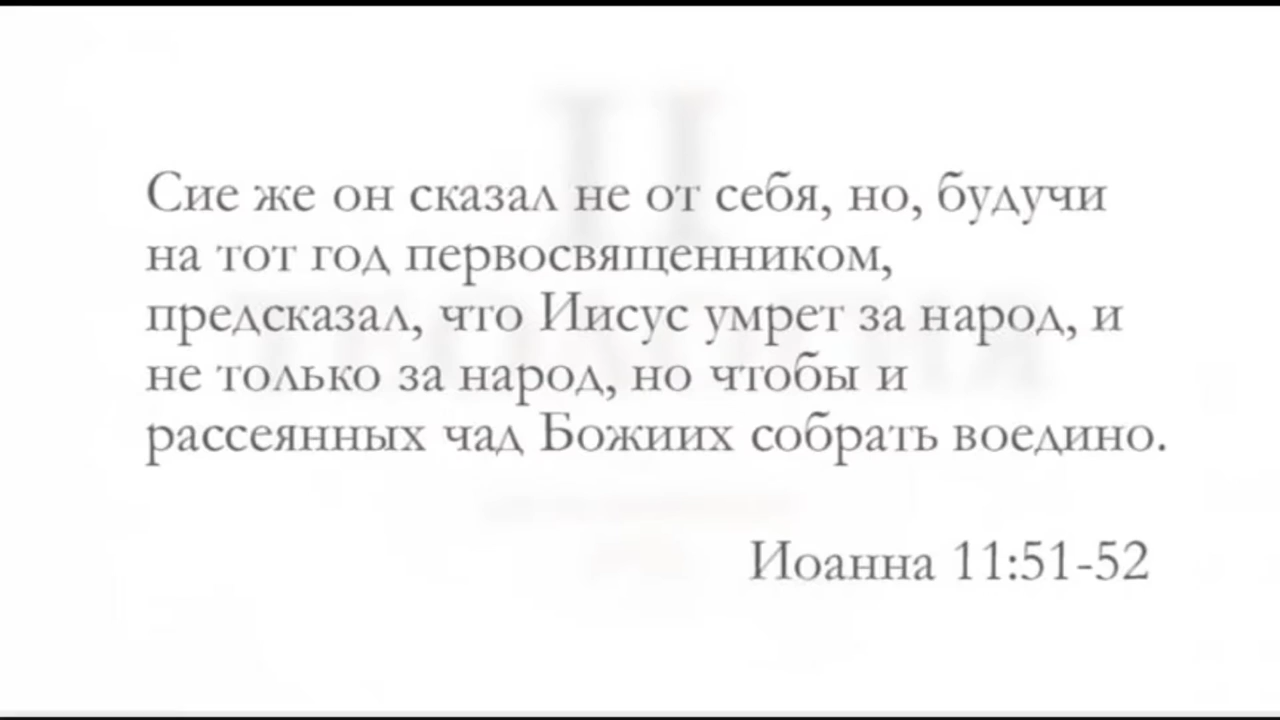 Сие же он сказал не от себя, но, будучи
на тот год первосвященником,
предсказал, что Иисус умрет за народ, и
не только за народ, но чтобы и
рассеянных чад Божиих собрать воедино.
Иоанна 11:51-52